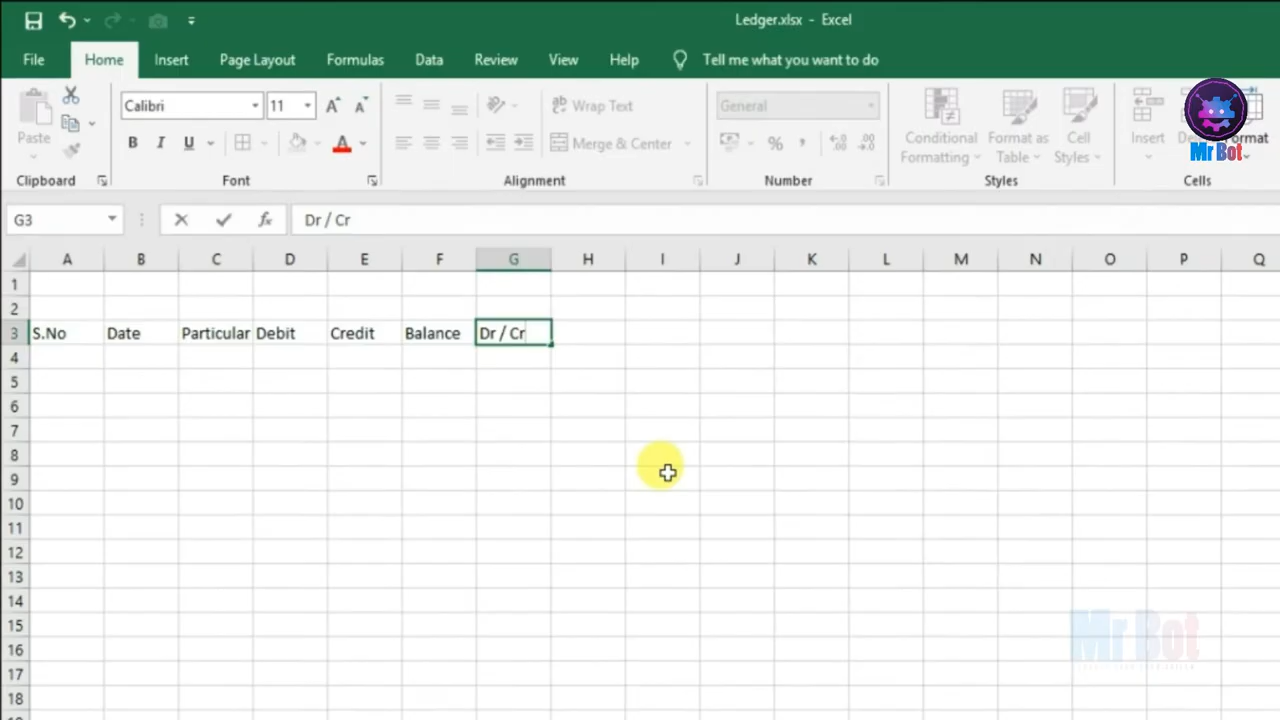 Ledger.xlsx - Excel
File Home Insert Page Layout Formulas Data Review View Help Tell me what you want to do
Paste
Clipboard
Calibri 11
B I U A
Font
Wrap Text
Merge & Center
Alignment
General
%
Number
Conditional Formatting
Format as Table
Cell Styles
Styles
Insert
Format
Cells
Mr Bot
G3 fx Dr / Cr
A B C D E F G H I J K L M N O P Q
1
2
3 S.No Date Particular Debit Credit Balance Dr / Cr
4
5
6
7
8
9
10
11
12
13
14
15
16
17
18
Mr Bot